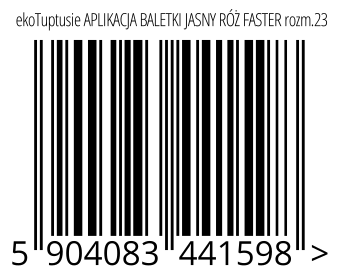 ekoTuptusie APLIKACJA BALETKI JASNY RÓŻ FASTER rozm.23
5 904083 441598 >